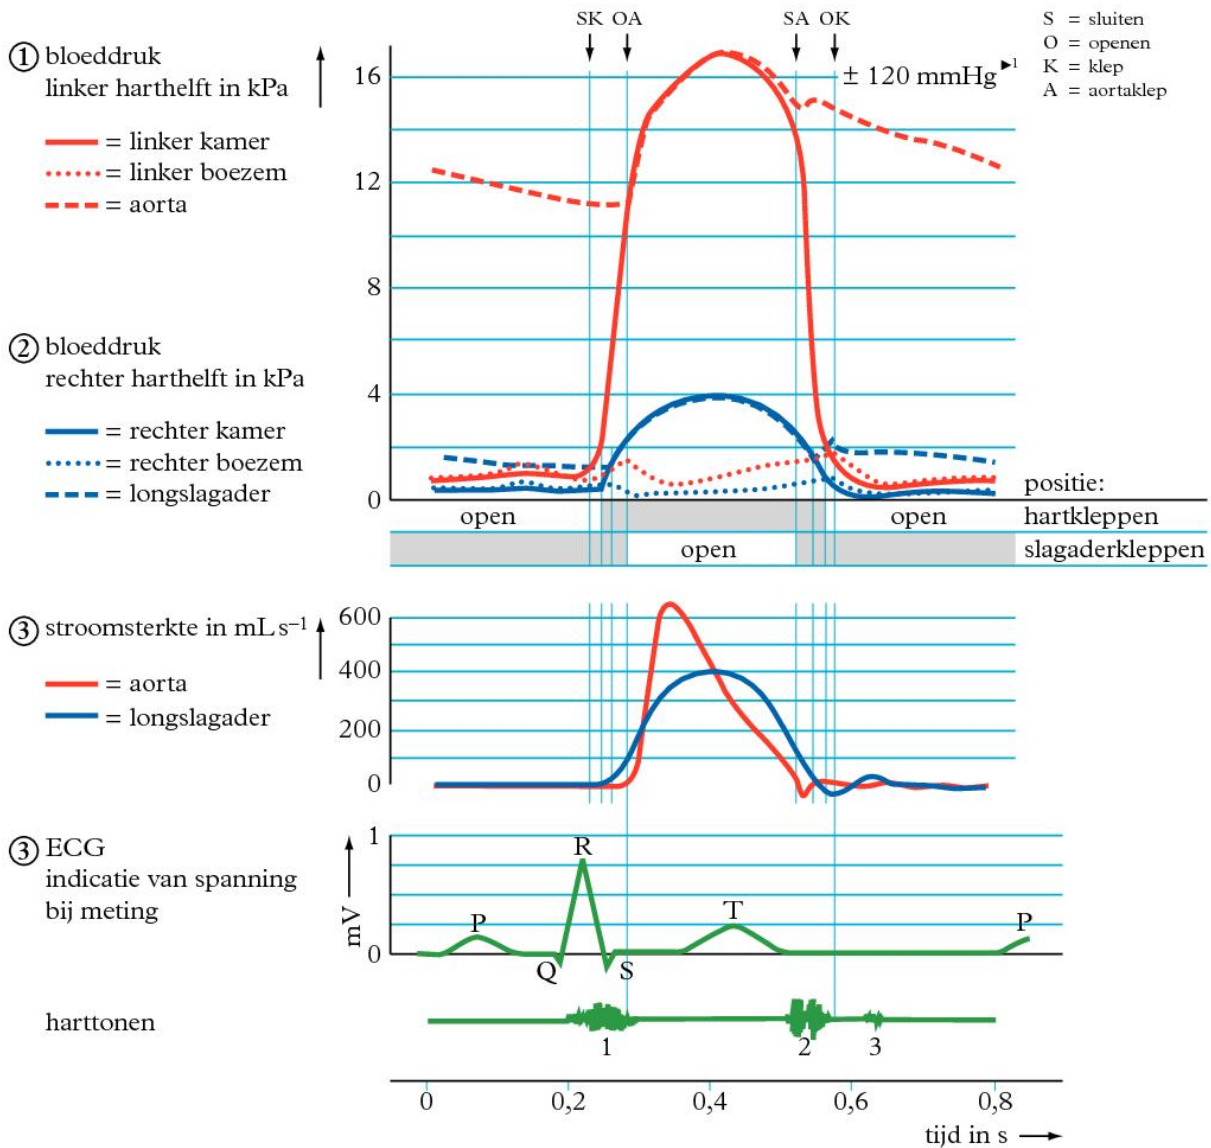 SK OA SA OK
S = sluiten
O = openen
K = klep
A = aortaklep
① bloeddruk
linker harthelft in kPa
= linker kamer
= linker boezem
= aorta
16
± 120 mmHg ►1
12
8
② bloeddruk
rechter harthelft in kPa
= rechter kamer
= rechter boezem
= longslagader
4
0
positie:
open open hartkleppen
open slagaderkleppen
③ stroomsterkte in mL s⁻¹
= aorta
= longslagader
600
400
200
0
③ ECG
indicatie van spanning
bij meting
mV
1
0
P Q R S T P
harttonen
1 2 3
0 0,2 0,4 0,6 0,8
tijd in s